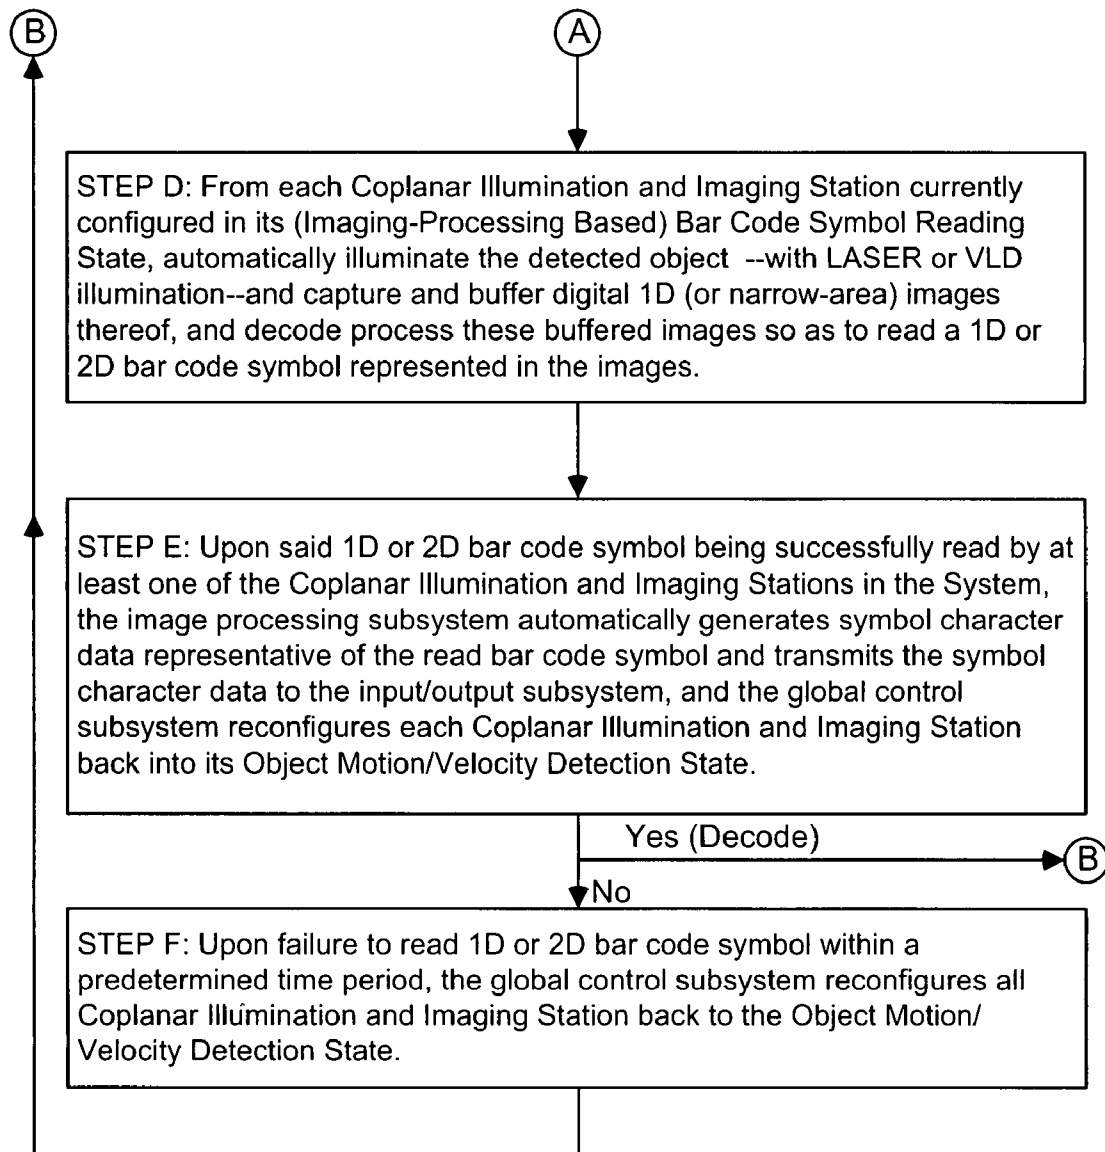 B
A
STEP D: From each Coplanar Illumination and Imaging Station currently
configured in its (Imaging-Processing Based) Bar Code Symbol Reading
State, automatically illuminate the detected object --with LASER or VLD
illumination--and capture and buffer digital 1D (or narrow-area) images
thereof, and decode process these buffered images so as to read a 1D or
2D bar code symbol represented in the images.
STEP E: Upon said 1D or 2D bar code symbol being successfully read by at
least one of the Coplanar Illumination and Imaging Stations in the System,
the image processing subsystem automatically generates symbol character
data representative of the read bar code symbol and transmits the symbol
character data to the input/output subsystem, and the global control
subsystem reconfigures each Coplanar Illumination and Imaging Station
back into its Object Motion/Velocity Detection State.
Yes (Decode)
B
No
STEP F: Upon failure to read 1D or 2D bar code symbol within a
predetermined time period, the global control subsystem reconfigures all
Coplanar Illumination and Imaging Station back to the Object Motion/
Velocity Detection State.